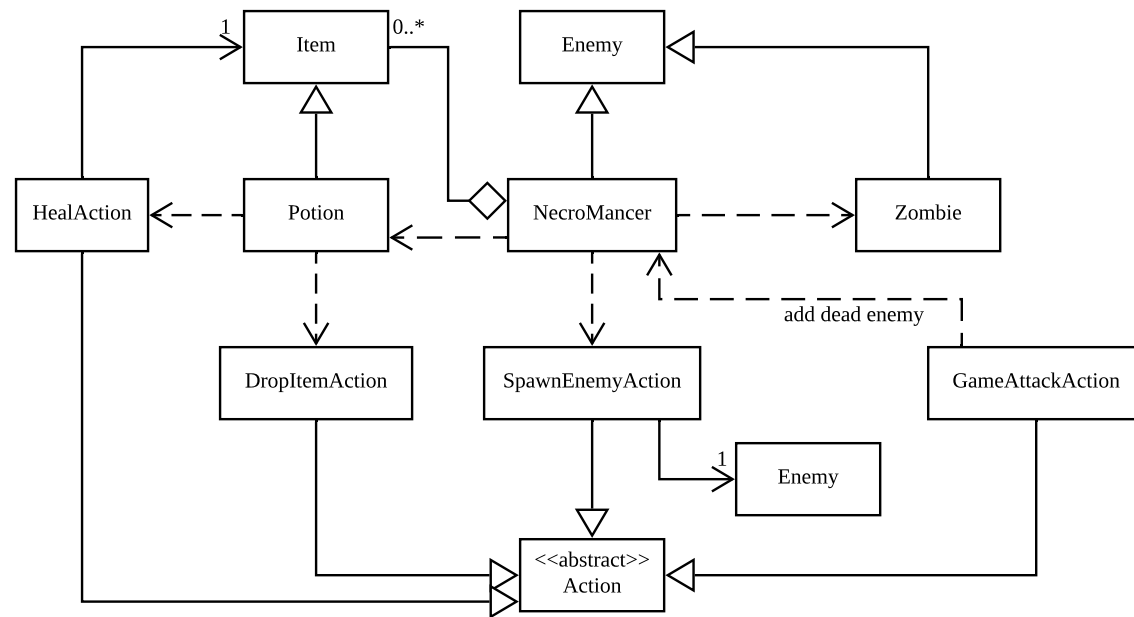 1
Item
0..*
Enemy
HealAction
Potion
NecroMancer
Zombie
add dead enemy
DropItemAction
SpawnEnemyAction
GameAttackAction
1
Enemy
<<abstract>>
Action